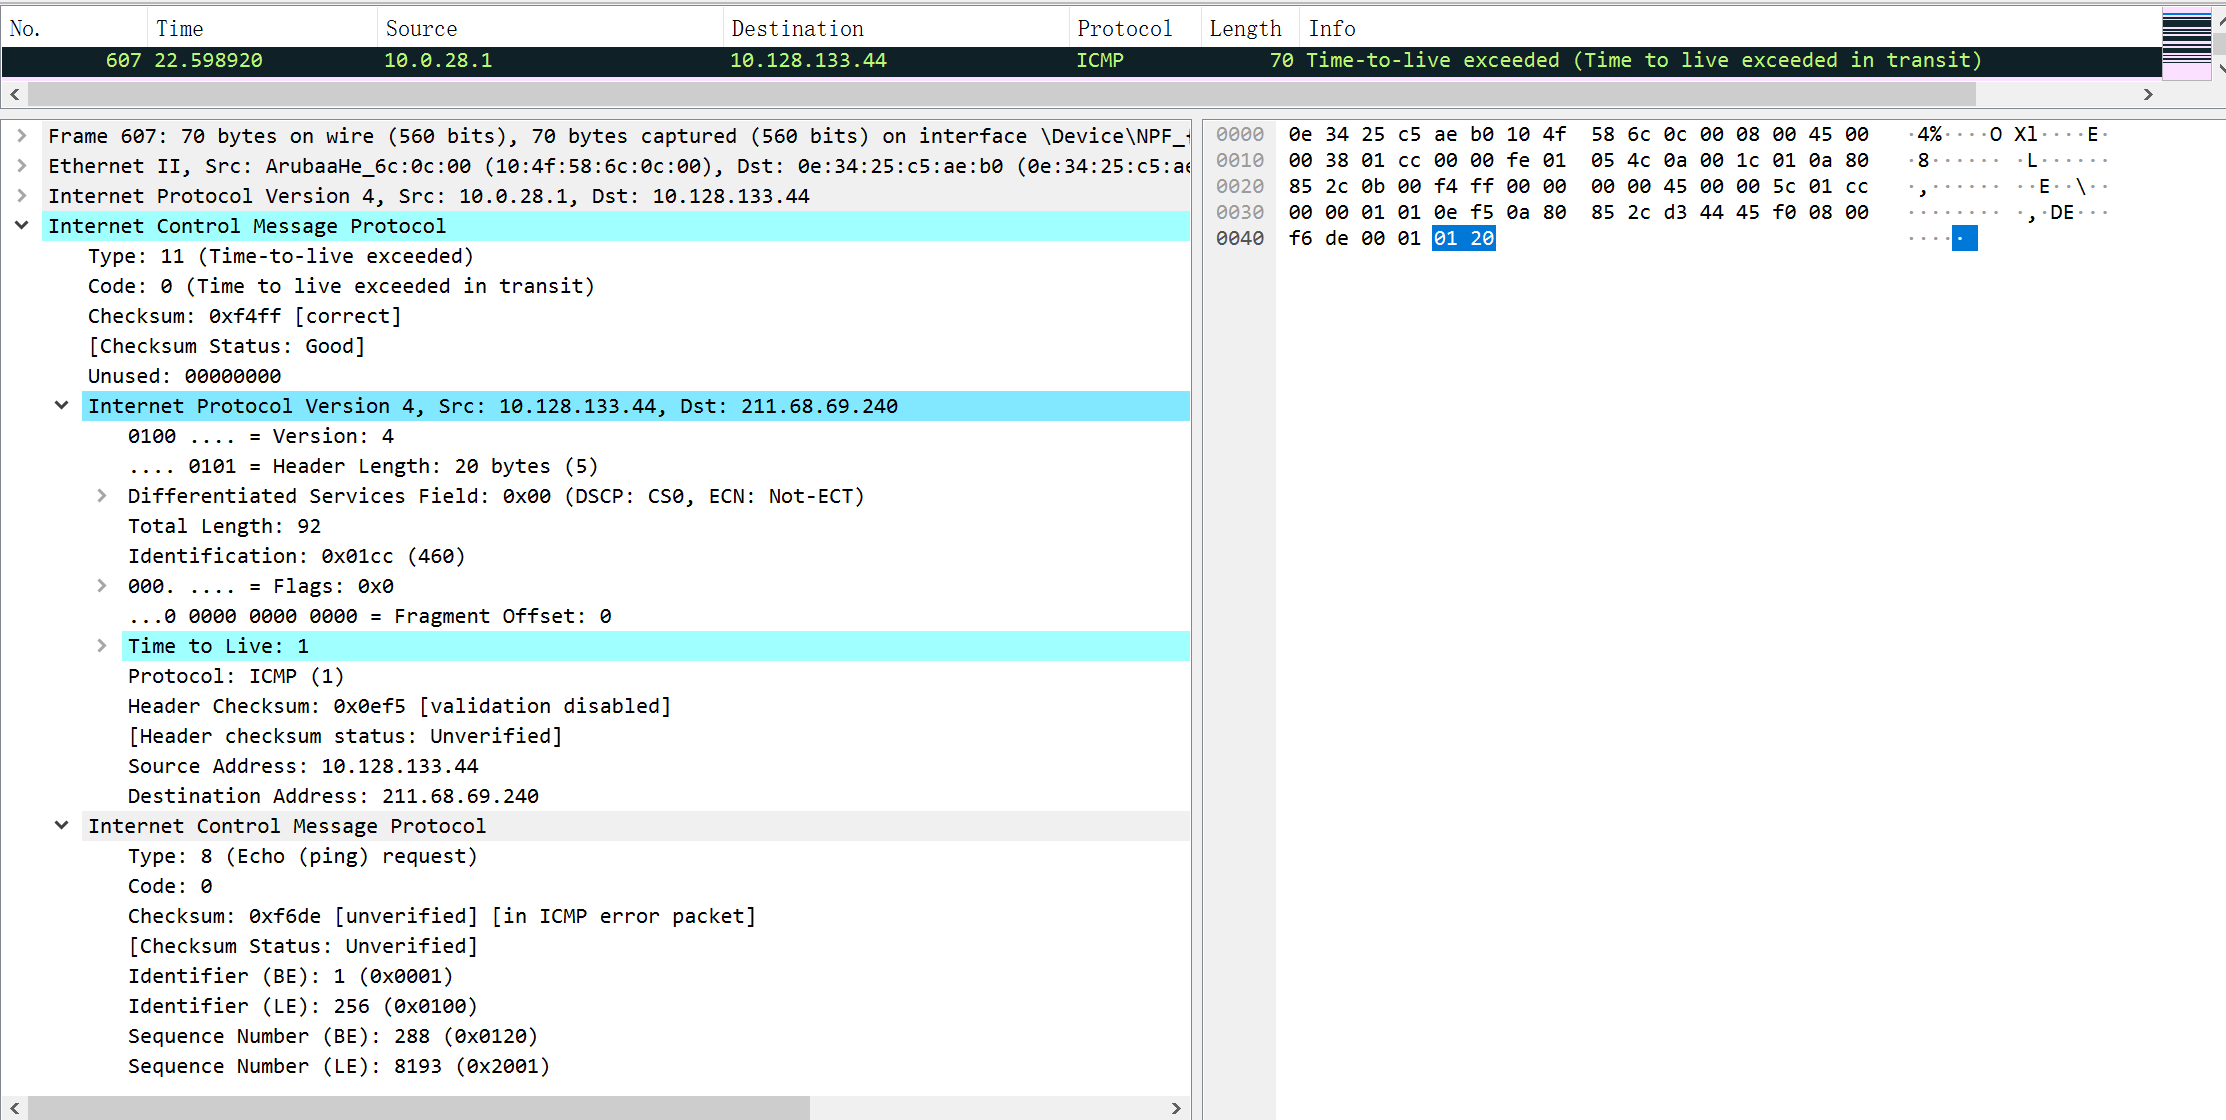 No. Time Source Destination Protocol Length Info
607 22.598920 10.0.28.1 10.128.133.44 ICMP 70 Time-to-live exceeded (Time to live exceeded in transit)
Frame 607: 70 bytes on wire (560 bits), 70 bytes captured (560 bits) on interface \Device\NPF_{
Ethernet II, Src: ArubaaHe_6c:0c:00 (10:4f:58:6c:0c:00), Dst: 0e:34:25:c5:ae:b0 (0e:34:25:c5:ae
Internet Protocol Version 4, Src: 10.0.28.1, Dst: 10.128.133.44
Internet Control Message Protocol
Type: 11 (Time-to-live exceeded)
Code: 0 (Time to live exceeded in transit)
Checksum: 0xf4ff [correct]
[Checksum Status: Good]
Unused: 00000000
Internet Protocol Version 4, Src: 10.128.133.44, Dst: 211.68.69.240
0100 .... = Version: 4
.... 0101 = Header Length: 20 bytes (5)
Differentiated Services Field: 0x00 (DSCP: CS0, ECN: Not-ECT)
Total Length: 92
Identification: 0x01cc (460)
000. .... = Flags: 0x0
...0 0000 0000 0000 = Fragment Offset: 0
Time to Live: 1
Protocol: ICMP (1)
Header Checksum: 0x0ef5 [validation disabled]
[Header checksum status: Unverified]
Source Address: 10.128.133.44
Destination Address: 211.68.69.240
Internet Control Message Protocol
Type: 8 (Echo (ping) request)
Code: 0
Checksum: 0xf6de [unverified] [in ICMP error packet]
[Checksum Status: Unverified]
Identifier (BE): 1 (0x0001)
Identifier (LE): 256 (0x0100)
Sequence Number (BE): 288 (0x0120)
Sequence Number (LE): 8193 (0x2001)
0000 0e 34 25 c5 ae b0 10 4f 58 6c 0c 00 08 00 45 00 ·4%····O Xl····E·
0010 00 38 01 cc 00 00 fe 01 05 4c 0a 00 1c 01 0a 80 ·8······ ·L······
0020 85 2c 0b 00 f4 ff 00 00 00 00 45 00 00 5c 01 cc ·,······ ··E··\··
0030 00 00 01 01 0e f5 0a 80 85 2c d3 44 45 f0 08 00 ········ ·,·DE···
0040 f6 de 00 01 01 20 ·····